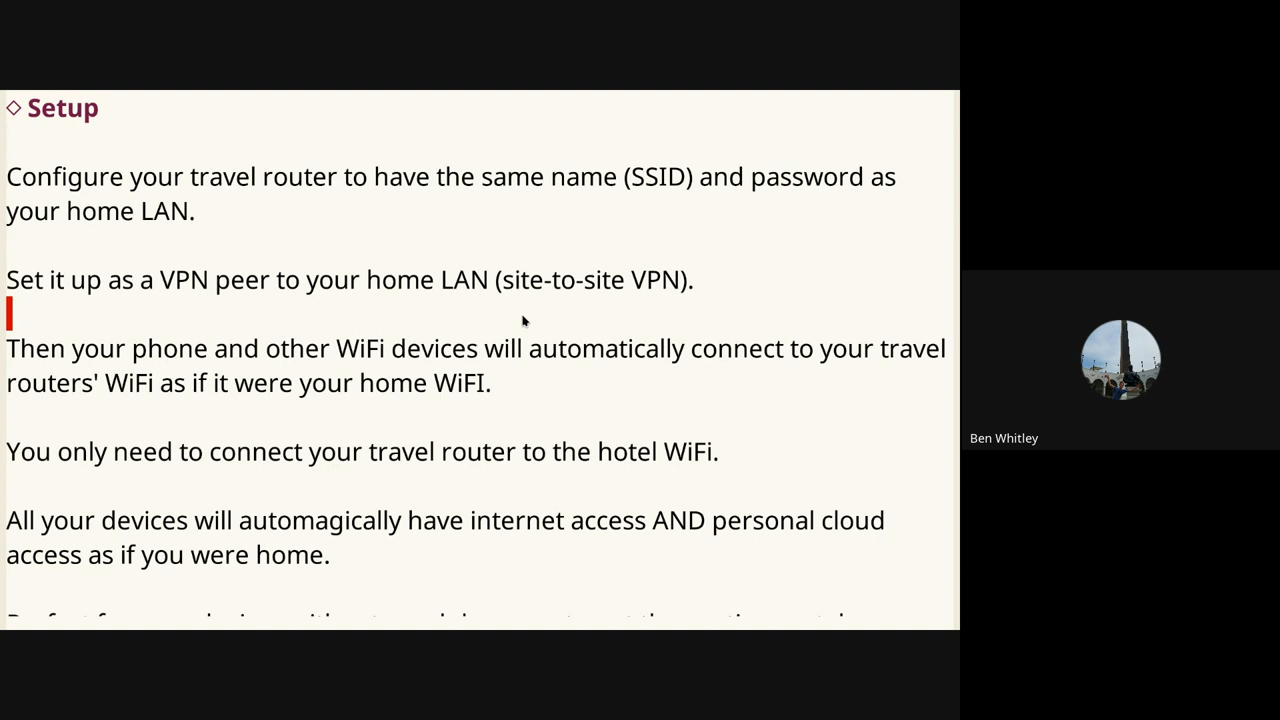 ◇ Setup
Configure your travel router to have the same name (SSID) and password as
your home LAN.
Set it up as a VPN peer to your home LAN (site-to-site VPN).
Then your phone and other WiFi devices will automatically connect to your travel
routers' WiFi as if it were your home WiFI.
You only need to connect your travel router to the hotel WiFi.
All your devices will automagically have internet access AND personal cloud
access as if you were home.
Ben Whitley